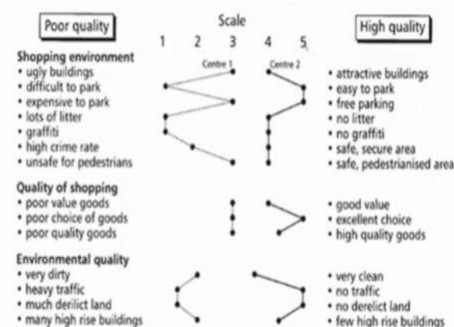 Poor quality
Scale
High quality
1 2 3 4 5
Centre 1 Centre 2
Shopping environment
• ugly buildings • attractive buildings
• difficult to park • easy to park
• expensive to park • free parking
• lots of litter • no litter
• graffiti • no graffiti
• high crime rate • safe, secure area
• unsafe for pedestrians • safe, pedestrianised area
Quality of shopping
• poor value goods • good value
• poor choice of goods • excellent choice
• poor quality goods • high quality goods
Environmental quality
• very dirty • very clean
• heavy traffic • no traffic
• much derilict land • no derelict land
• many high rise buildings • few high rise buildings